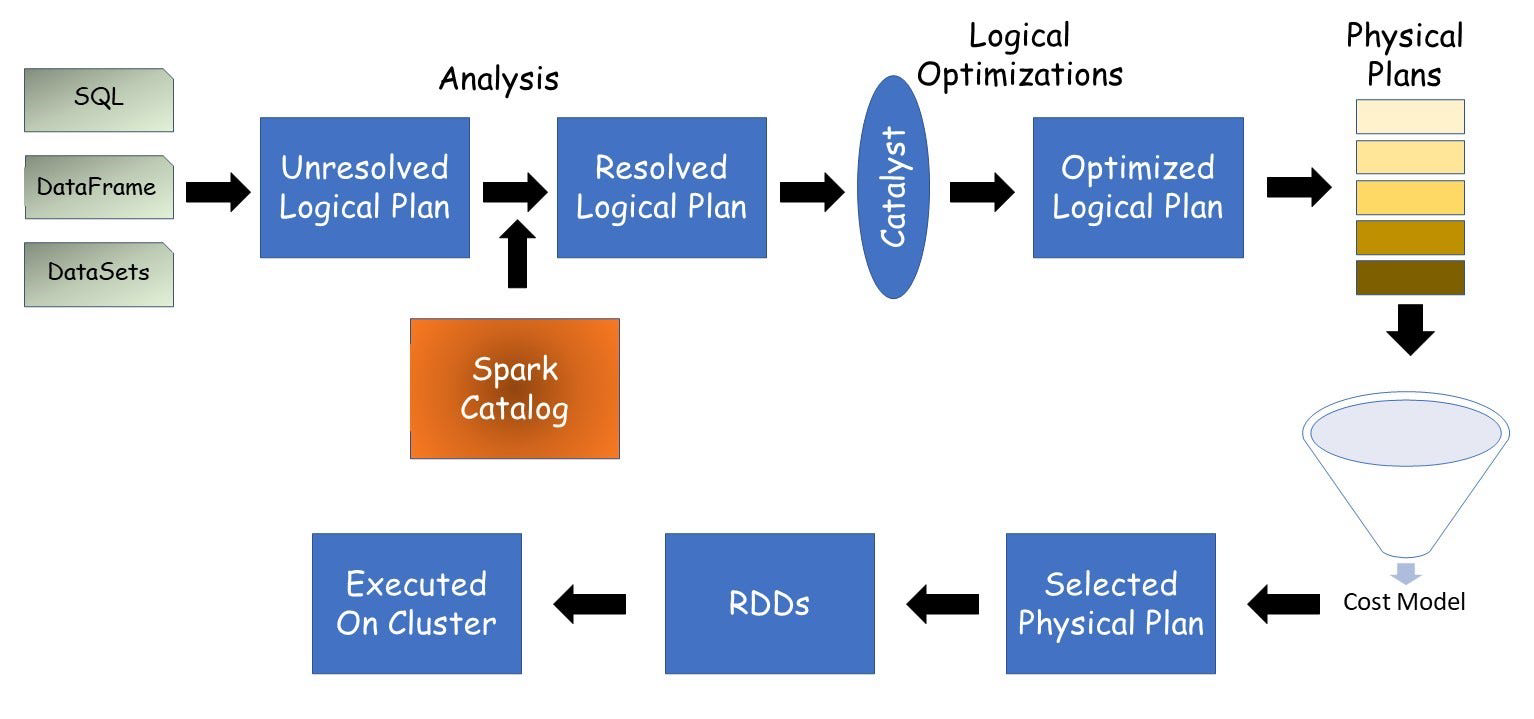 SQL
DataFrame
DataSets
Analysis
Unresolved
Logical Plan
Resolved
Logical Plan
Spark
Catalog
Catalyst
Logical
Optimizations
Optimized
Logical Plan
Physical
Plans
Cost Model
Selected
Physical Plan
RDDs
Executed
On Cluster